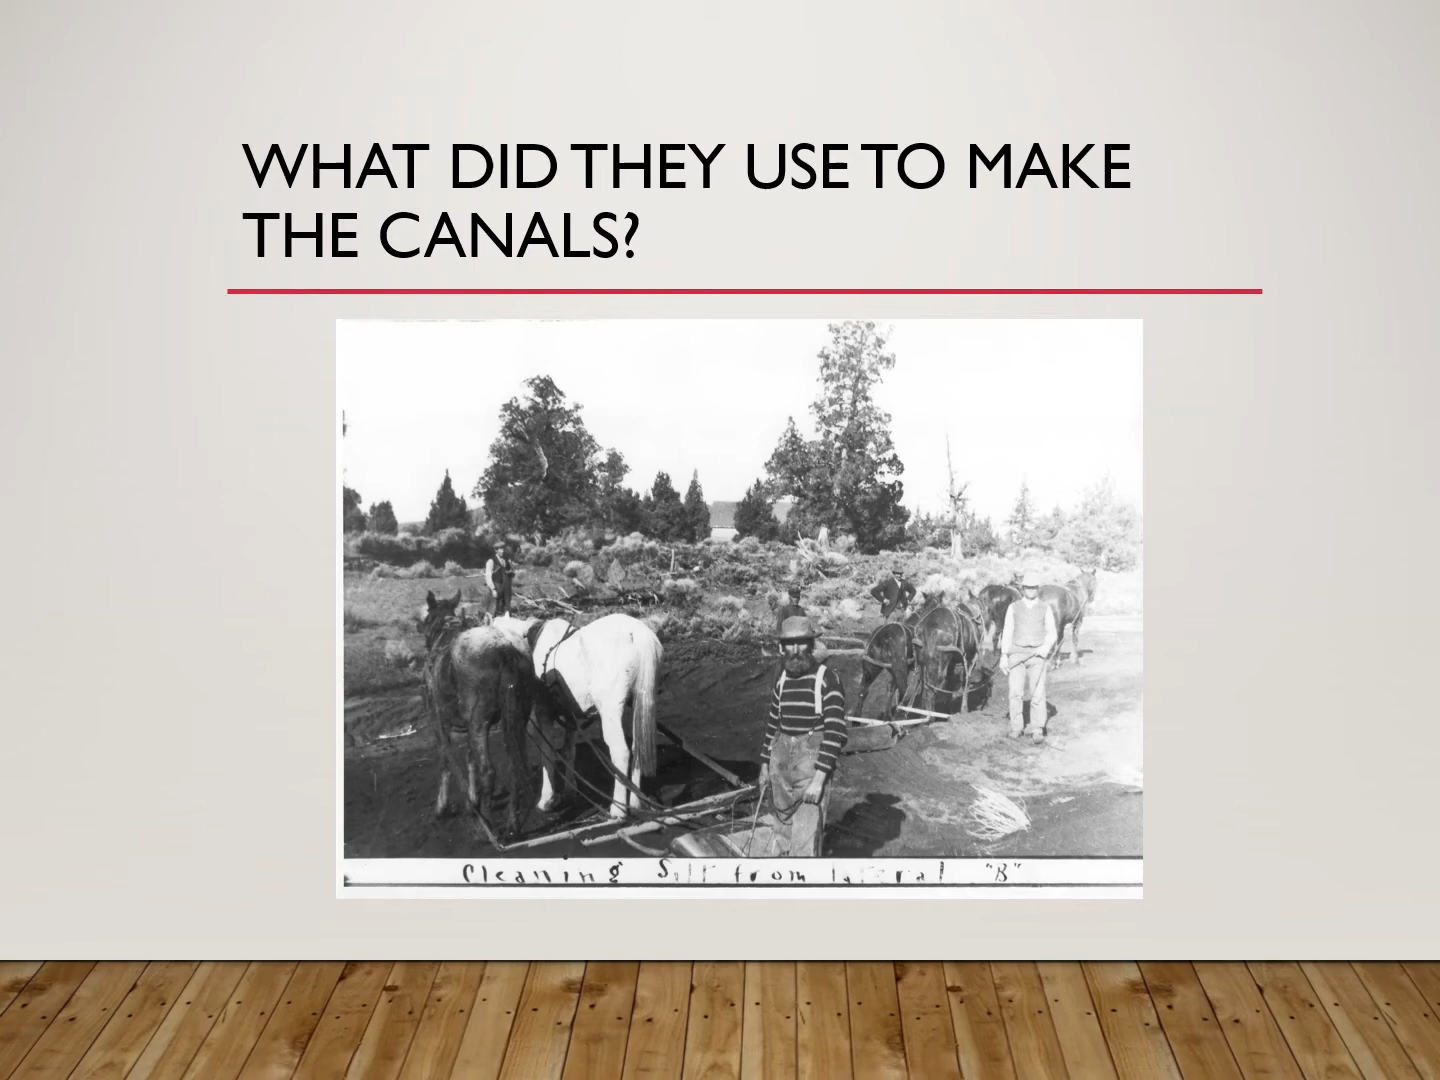 WHAT DID THEY USE TO MAKE
THE CANALS?
Cleaning Silt from lateral "B"